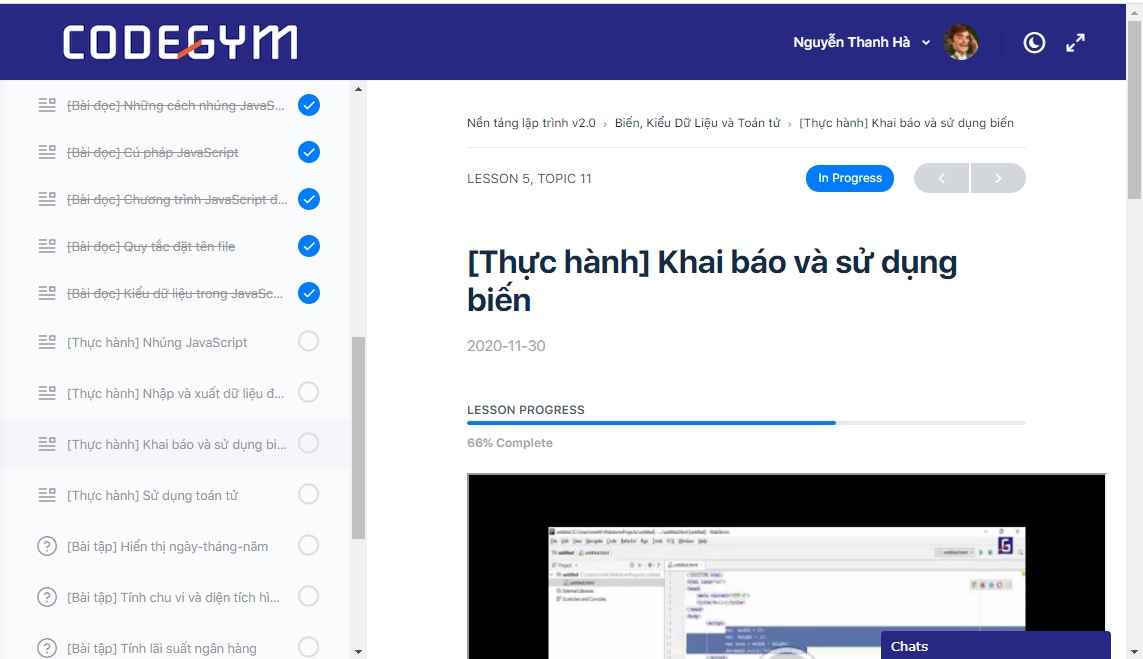 CODEGYM
Nguyễn Thanh Hà
[Bài đọc] Những cách nhúng JavaS...
[Bài đọc] Cú pháp JavaScript
[Bài đọc] Chương trình JavaScript đ...
[Bài đọc] Quy tắc đặt tên file
[Bài đọc] Kiểu dữ liệu trong JavaSc...
[Thực hành] Nhúng JavaScript
[Thực hành] Nhập và xuất dữ liệu đ...
[Thực hành] Khai báo và sử dụng bi...
[Thực hành] Sử dụng toán tử
[Bài tập] Hiển thị ngày-tháng-năm
[Bài tập] Tính chu vi và diện tích hì...
[Bài tập] Tính lãi suất ngân hàng
Nền tảng lập trình v2.0 › Biến, Kiểu Dữ Liệu và Toán tử › [Thực hành] Khai báo và sử dụng biến
LESSON 5, TOPIC 11
In Progress
[Thực hành] Khai báo và sử dụng
biến
2020-11-30
LESSON PROGRESS
66% Complete
Chats